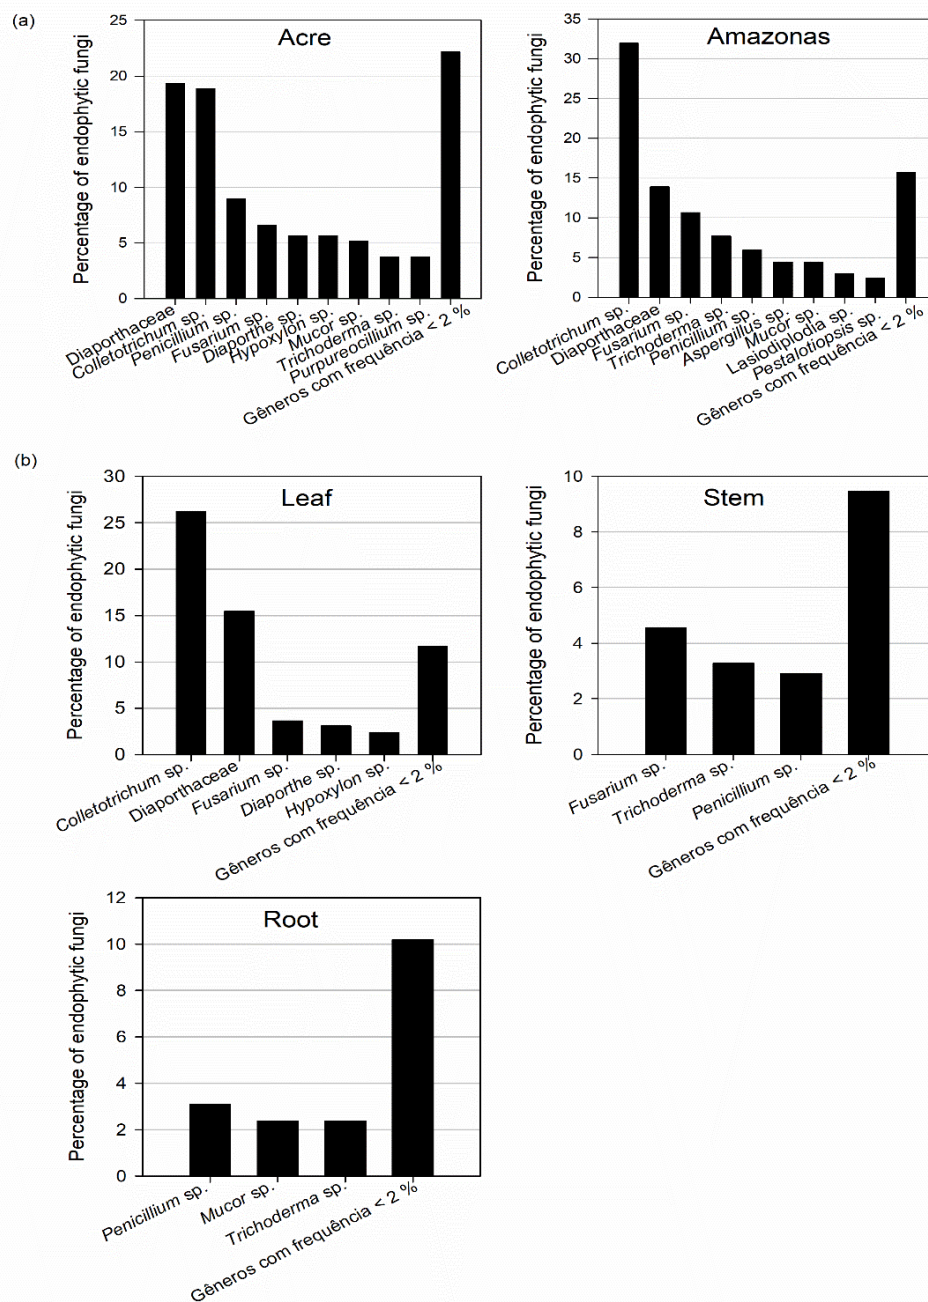 (a)
Acre
Percentage of endophytic fungi
25
20
15
10
5
0
Diaporthaceae
Colletotrichum sp.
Penicillium sp.
Fusarium sp.
Diaporthe sp.
Hypoxylon sp.
Mucor sp.
Trichoderma sp.
Purpureocillium sp.
Gêneros com frequência < 2 %
Amazonas
Percentage of endophytic fungi
35
30
25
20
15
10
5
0
Colletotrichum sp.
Diaporthaceae
Fusarium sp.
Trichoderma sp.
Penicillium sp.
Aspergillus sp.
Mucor sp.
Lasiodiplodia sp.
Pestalotiopsis sp.
Gêneros com frequência < 2 %
(b)
Leaf
Percentage of endophytic fungi
30
25
20
15
10
5
0
Colletotrichum sp.
Diaporthaceae
Fusarium sp.
Diaporthe sp.
Hypoxylon sp.
Gêneros com frequência < 2 %
Stem
Percentage of endophytic fungi
10
8
6
4
2
0
Fusarium sp.
Trichoderma sp.
Penicillium sp.
Gêneros com frequência < 2 %
Root
Percentage of endophytic fungi
12
10
8
6
4
2
0
Penicillium sp.
Mucor sp.
Trichoderma sp.
Gêneros com frequência < 2 %